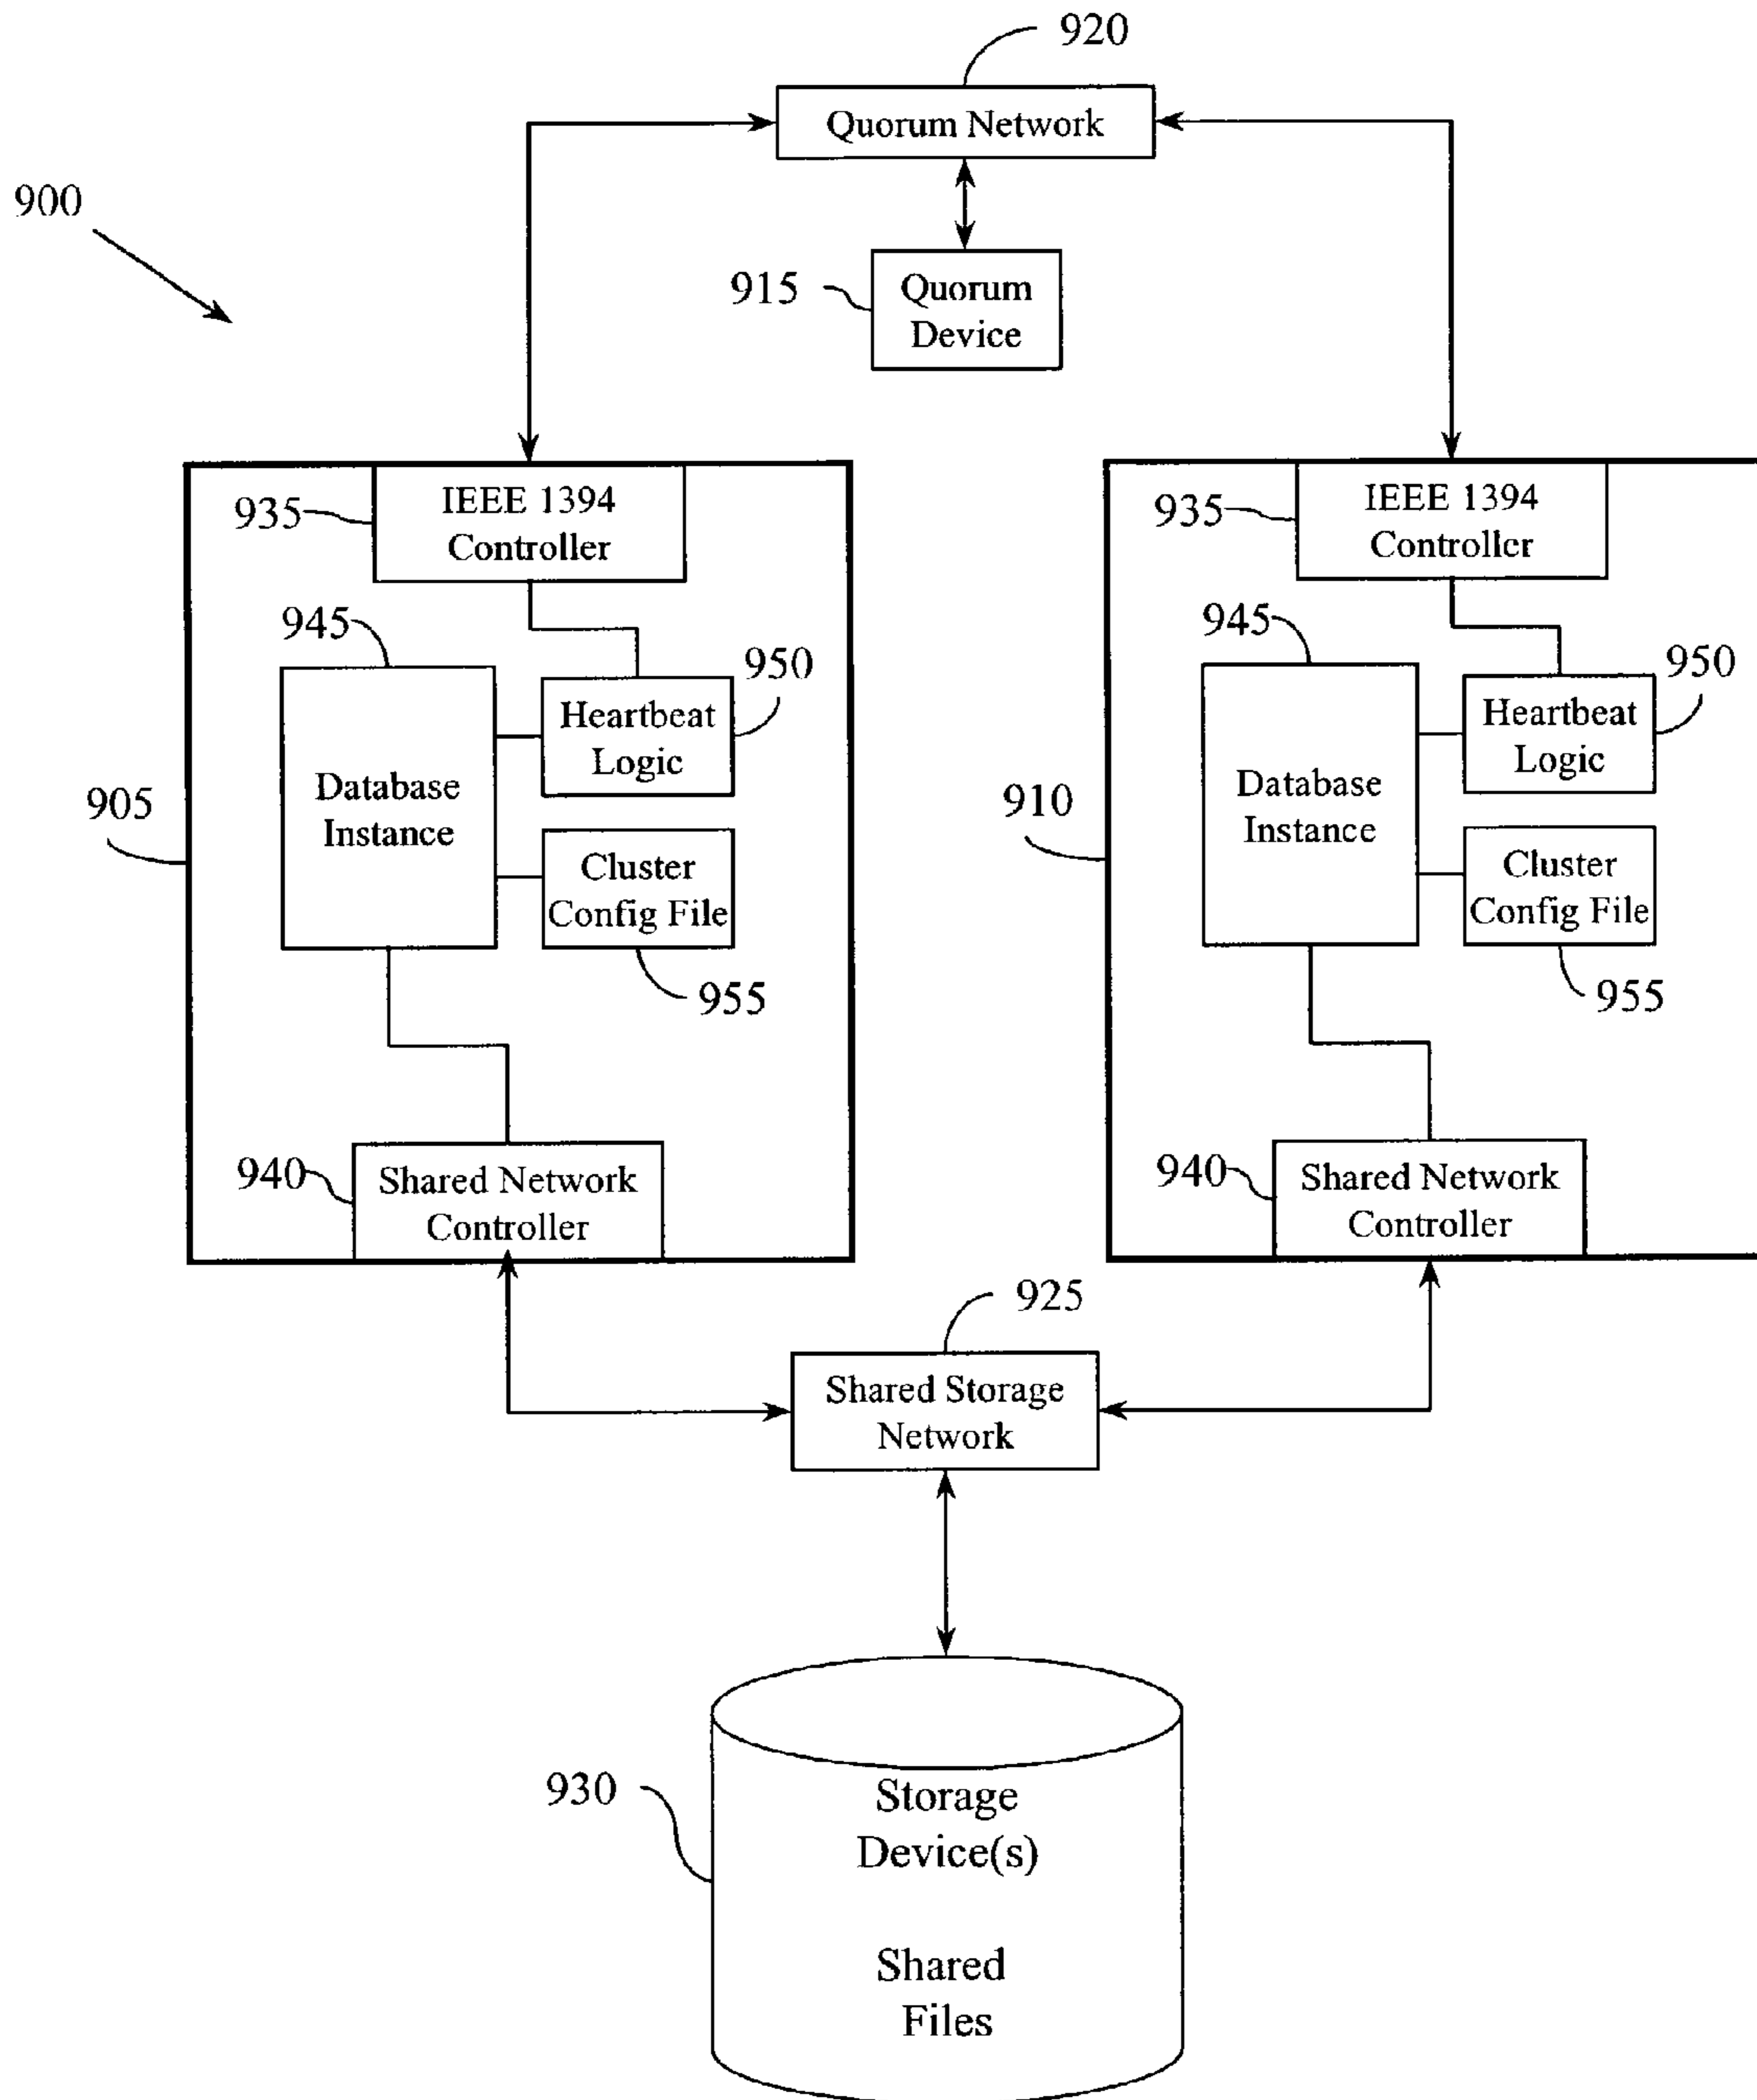 920
Quorum Network
900
915
Quorum
Device
935
IEEE 1394
Controller
935
IEEE 1394
Controller
945
950
Heartbeat
Logic
945
950
Heartbeat
Logic
905
Database
Instance
Cluster
Config File
955
910
Database
Instance
Cluster
Config File
955
940
Shared Network
Controller
940
Shared Network
Controller
925
Shared Storage
Network
930
Storage
Device(s)
Shared
Files